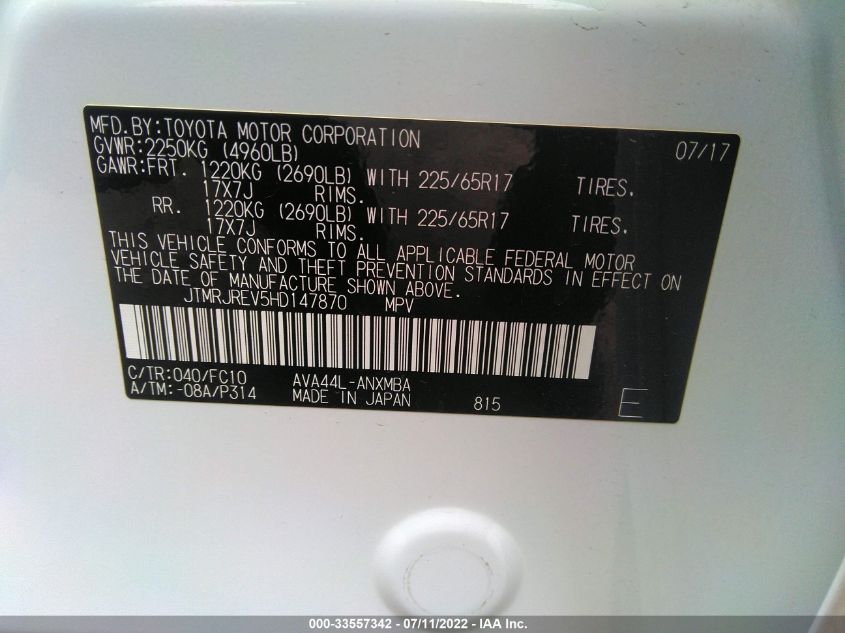 MFD.BY:TOYOTA MOTOR CORPORATION 07/17
GVWR:2250KG (4960LB)
GAWR:FRT. 1220KG (2690LB) WITH 225/65R17 TIRES.
17X7J RIMS.
RR. 1220KG (2690LB) WITH 225/65R17 TIRES.
17X7J RIMS.
THIS VEHICLE CONFORMS TO ALL APPLICABLE FEDERAL MOTOR
VEHICLE SAFETY AND THEFT PREVENTION STANDARDS IN EFFECT ON
THE DATE OF MANUFACTURE SHOWN ABOVE.
JTMRJREV5HD147870 MPV
C/TR:040/FC10 AVA44L-ANXMBA
A/TM:-08A/P314 MADE IN JAPAN 815 E
000-33557342 - 07/11/2022 - IAA Inc.